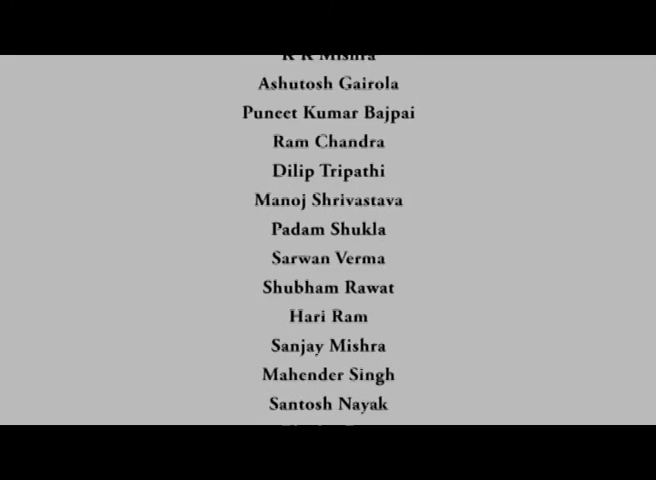 R R Mishra
Ashutosh Gairola
Puneet Kumar Bajpai
Ram Chandra
Dilip Tripathi
Manoj Shrivastava
Padam Shukla
Sarwan Verma
Shubham Rawat
Hari Ram
Sanjay Mishra
Mahender Singh
Santosh Nayak